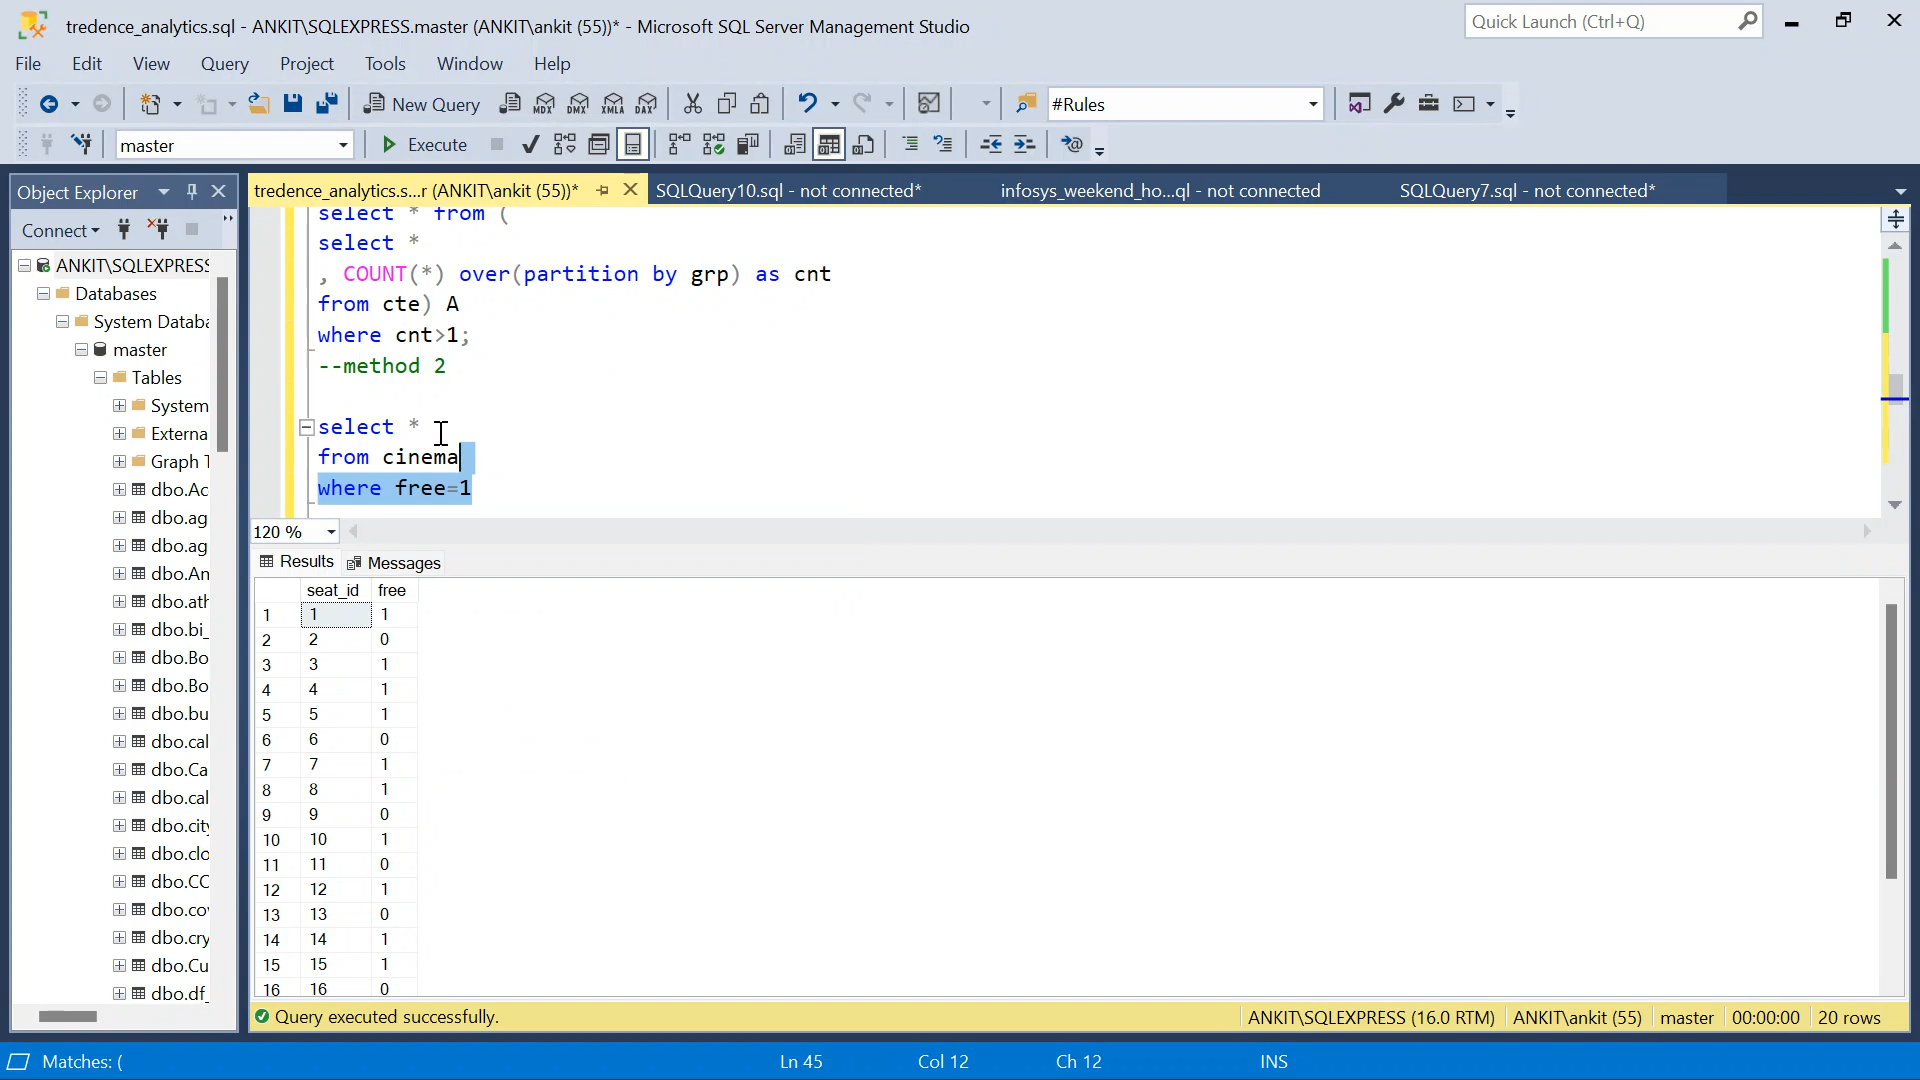 tredence_analytics.sql - ANKIT\SQLEXPRESS.master (ANKIT\ankit (55))* - Microsoft SQL Server Management Studio
Quick Launch (Ctrl+Q)
File Edit View Query Project Tools Window Help
New Query MDX DMX XMLA DAX #Rules
master Execute
Object Explorer
tredence_analytics.s...r (ANKIT\ankit (55))* SQLQuery10.sql - not connected* infosys_weekend_ho...ql - not connected SQLQuery7.sql - not connected*
Connect
ANKIT\SQLEXPRESS
Databases
System Databa
master
Tables
System
Externa
Graph T
dbo.Ac
dbo.ag
dbo.ag
dbo.An
dbo.ath
dbo.bi_
dbo.Bo
dbo.Bo
dbo.bu
dbo.cal
dbo.Ca
dbo.cal
dbo.city
dbo.clo
dbo.CC
dbo.cov
dbo.cry
dbo.Cu
dbo.df_
select * from (
select *
, COUNT(*) over(partition by grp) as cnt
from cte) A
where cnt>1;
--method 2
select *
from cinema
where free=1
120 %
Results Messages
seat_id free
1 1 1
2 2 0
3 3 1
4 4 1
5 5 1
6 6 0
7 7 1
8 8 1
9 9 0
10 10 1
11 11 0
12 12 1
13 13 0
14 14 1
15 15 1
16 16 0
Query executed successfully. ANKIT\SQLEXPRESS (16.0 RTM) ANKIT\ankit (55) master 00:00:00 20 rows
Matches: ( Ln 45 Col 12 Ch 12 INS